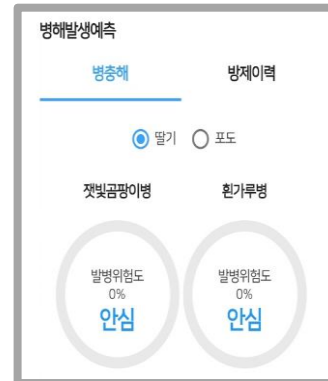 병해발생예측
병충해 방제이력
딸기 포도
잿빛곰팡이병 흰가루병
발병위험도 발병위험도
0% 0%
안심 안심